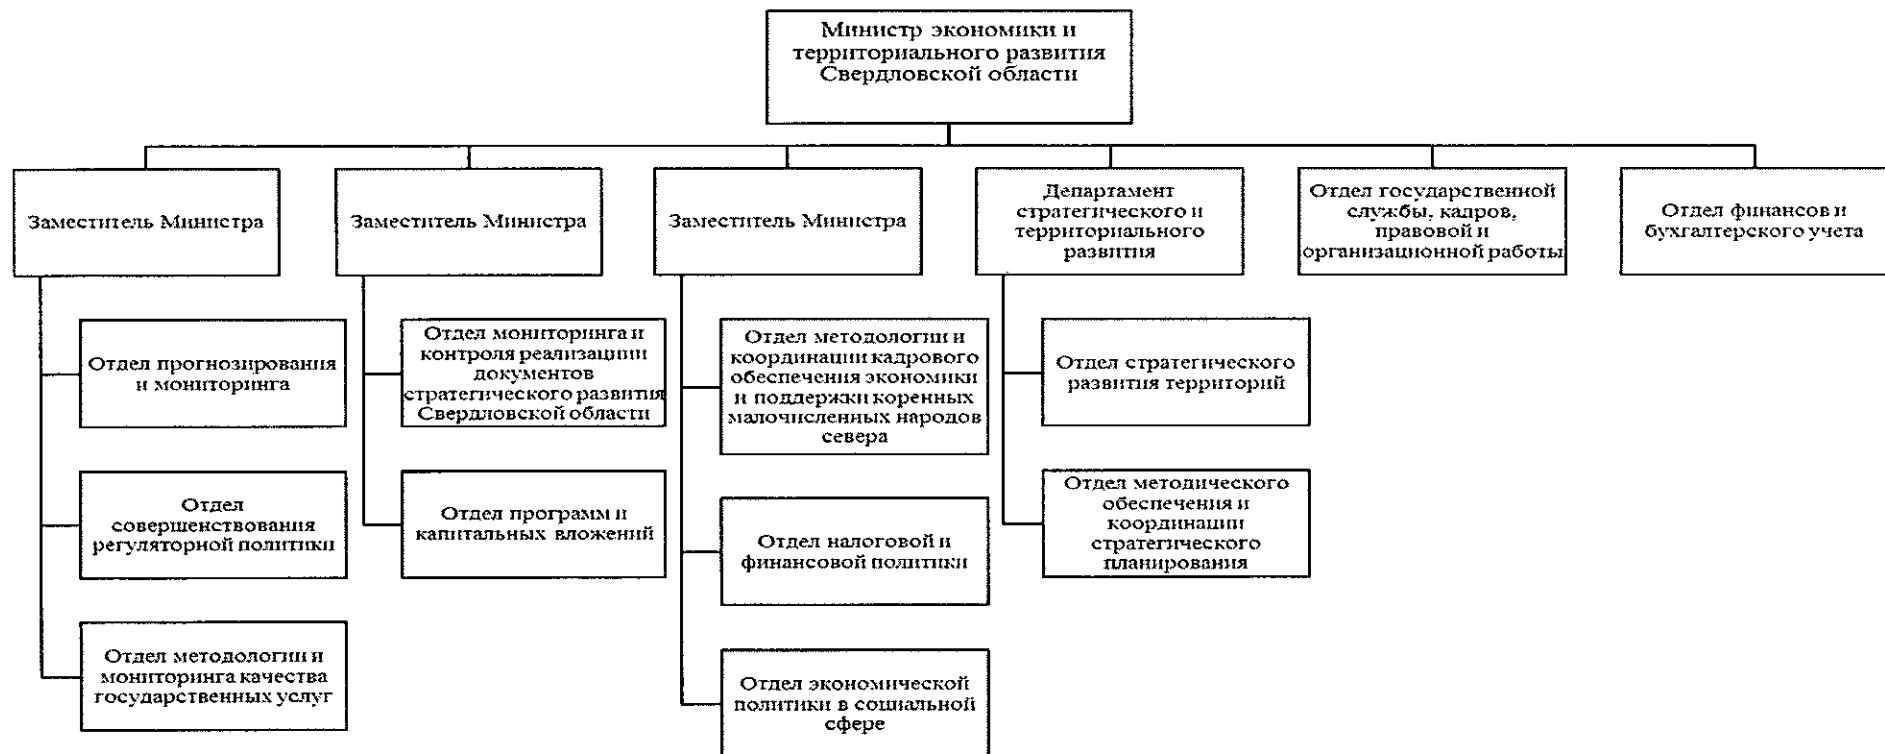 Министр экономики и
территориального развития
Свердловской области
Заместитель Министра
Заместитель Министра
Заместитель Министра
Департамент
стратегического и
территориального
развития
Отдел государственной
службы, кадров,
правовой и
организационной работы
Отдел финансов и
бухгалтерского учета
Отдел прогнозирования
и мониторинга
Отдел
совершенствования
регуляторной политики
Отдел методологии и
мониторинга качества
государственных услуг
Отдел мониторинга и
контроля реализации
документов
стратегического развития
Свердловской области
Отдел программ и
капитальных вложений
Отдел методологии и
координации кадрового
обеспечения экономики
и поддержки коренных
малочисленных народов
севера
Отдел налоговой и
финансовой политики
Отдел экономической
политики в социальной
сфере
Отдел стратегического
развития территорий
Отдел методического
обеспечения и
координации
стратегического
планирования